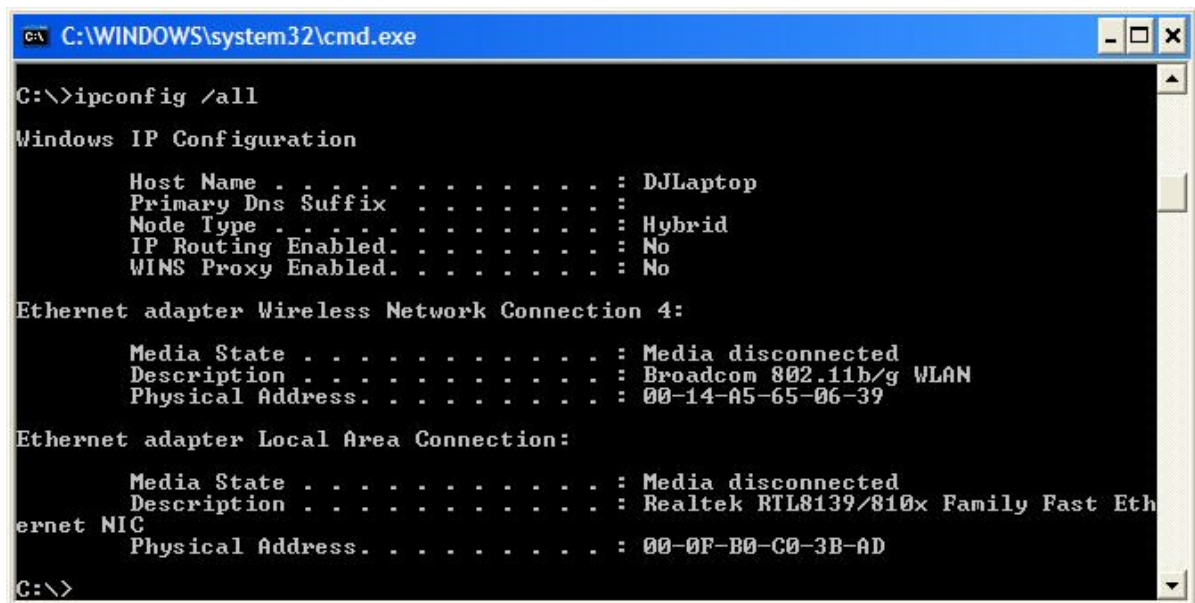 C:\WINDOWS\system32\cmd.exe
C:\>ipconfig /all
Windows IP Configuration
Host Name . . . . . . . . . . . . : DJLaptop
Primary Dns Suffix  . . . . . . . :
Node Type . . . . . . . . . . . . : Hybrid
IP Routing Enabled. . . . . . . . : No
WINS Proxy Enabled. . . . . . . . : No
Ethernet adapter Wireless Network Connection 4:
Media State . . . . . . . . . . . : Media disconnected
Description . . . . . . . . . . . : Broadcom 802.11b/g WLAN
Physical Address. . . . . . . . . : 00-14-A5-65-06-39
Ethernet adapter Local Area Connection:
Media State . . . . . . . . . . . : Media disconnected
Description . . . . . . . . . . . : Realtek RTL8139/810x Family Fast Eth
ernet NIC
Physical Address. . . . . . . . . : 00-0F-B0-C0-3B-AD
C:\>